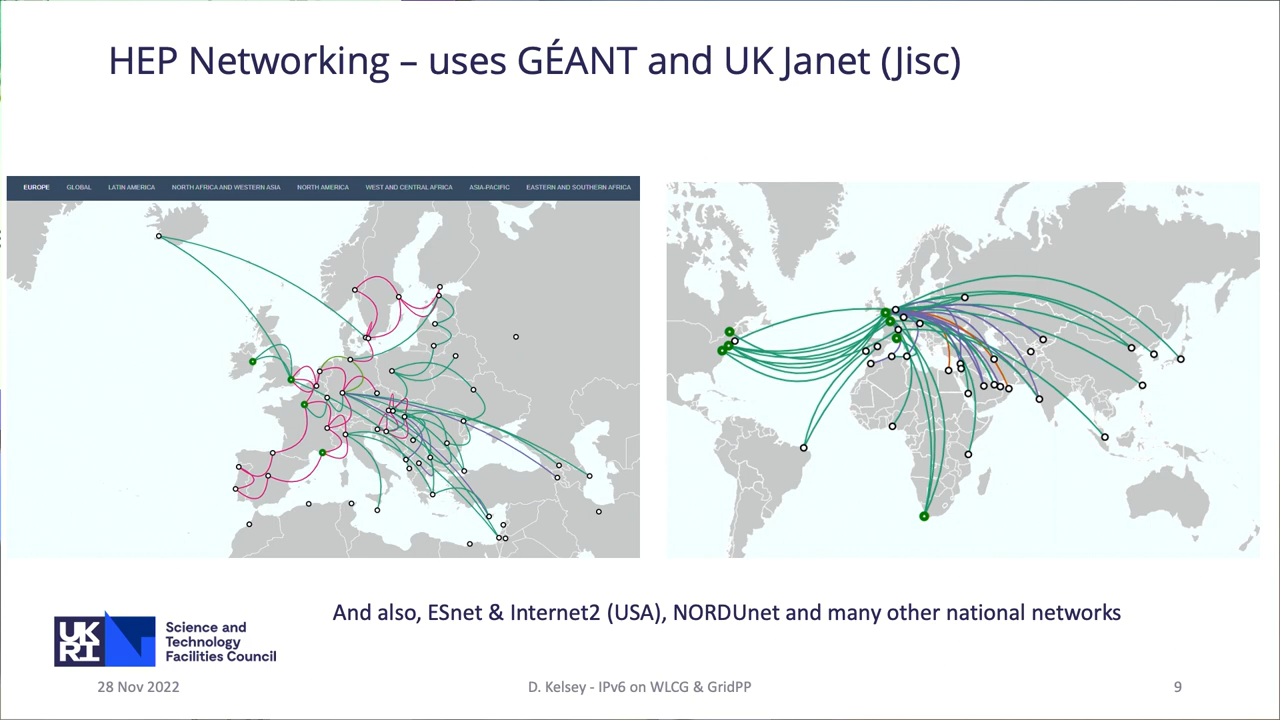 HEP Networking – uses GÉANT and UK Janet (Jisc)
EUROPE GLOBAL LATIN AMERICA NORTH AFRICA AND WESTERN ASIA NORTH AMERICA WEST AND CENTRAL AFRICA ASIA-PACIFIC EASTERN AND SOUTHERN AFRICA
And also, ESnet & Internet2 (USA), NORDUnet and many other national networks
UK
RI
Science and
Technology
Facilities Council
28 Nov 2022 D. Kelsey - IPv6 on WLCG & GridPP 9